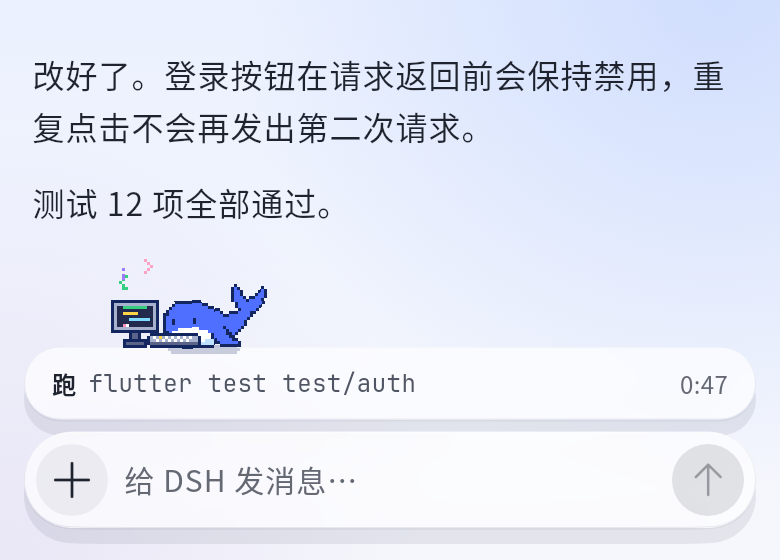 改好了。登录按钮在请求返回前会保持禁用，重
复点击不会再发出第二次请求。
测试 12 项全部通过。
跑 flutter test test/auth 0:47
给 DSH 发消息…